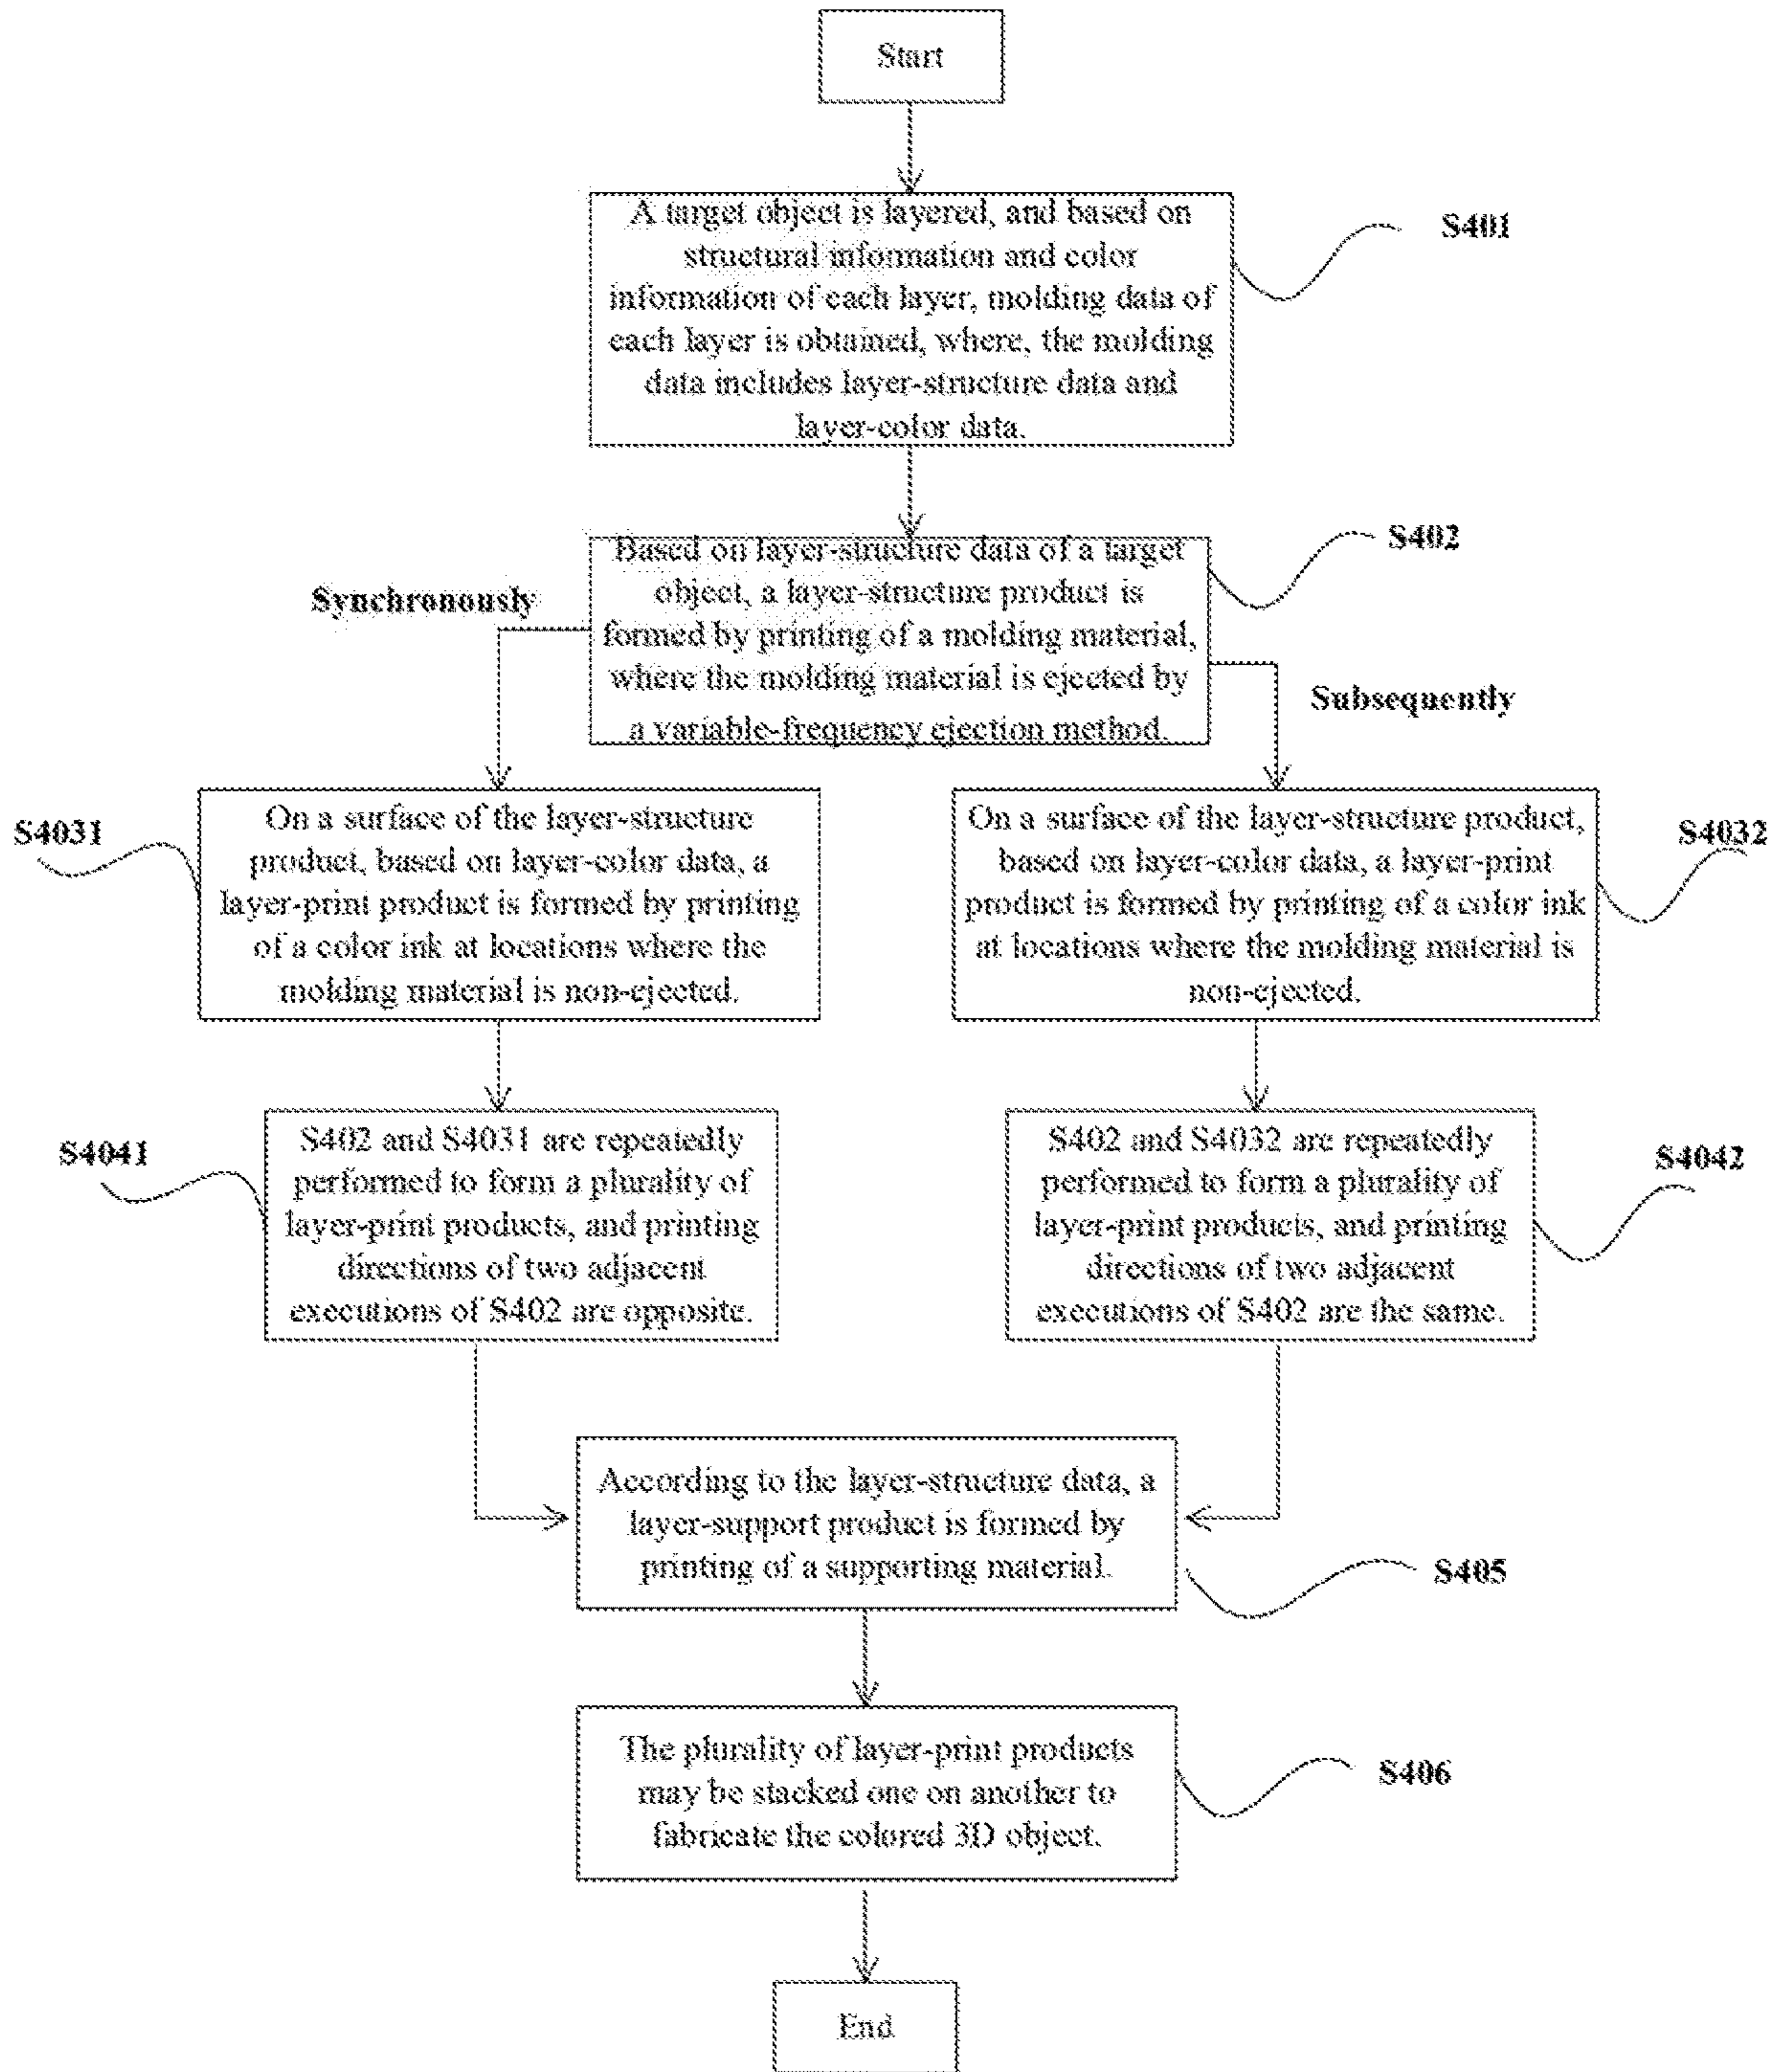 Start
A target object is layered, and based on
structural information and color
information of each layer, molding data of
each layer is obtained, where, the molding
data includes layer-structure data and
layer-color data.
S401
Based on layer-structure data of a target
object, a layer-structure product is
formed by printing of a molding material,
where the molding material is ejected by
a variable-frequency ejection method.
S402
Synchronously
Subsequently
On a surface of the layer-structure
product, based on layer-color data, a
layer-print product is formed by printing
of a color ink at locations where the
molding material is non-ejected.
S4031
On a surface of the layer-structure product,
based on layer-color data, a layer-print
product is formed by printing of a color ink
at locations where the molding material is
non-ejected.
S4032
S402 and S4031 are repeatedly
performed to form a plurality of
layer-print products, and printing
directions of two adjacent
executions of S402 are opposite.
S4041
S402 and S4032 are repeatedly
performed to form a plurality of
layer-print products, and printing
directions of two adjacent
executions of S402 are the same.
S4042
According to the layer-structure data, a
layer-support product is formed by
printing of a supporting material.
S405
The plurality of layer-print products
may be stacked one on another to
fabricate the colored 3D object.
S406
End